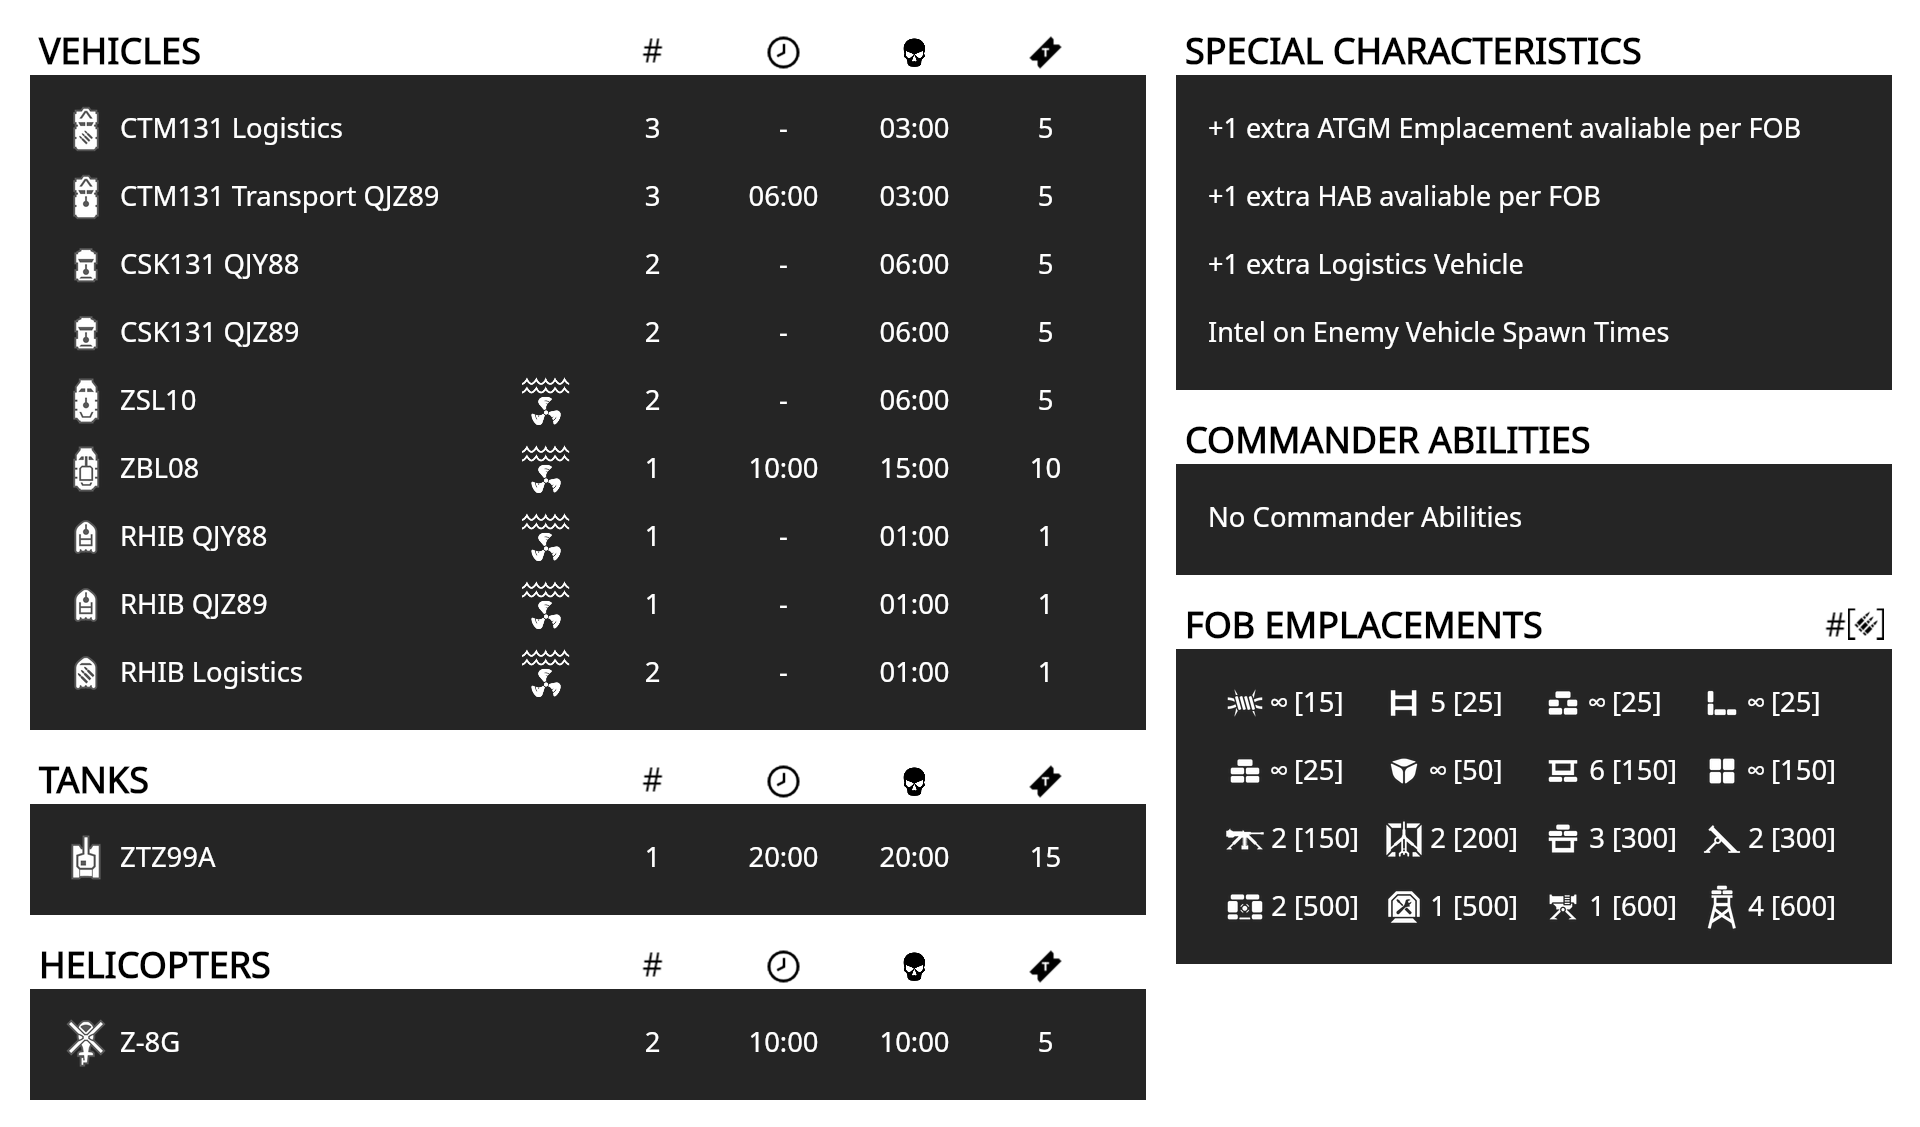 VEHICLES #
CTM131 Logistics 3 - 03:00 5
CTM131 Transport QJZ89 3 06:00 03:00 5
CSK131 QJY88 2 - 06:00 5
CSK131 QJZ89 2 - 06:00 5
ZSL10 2 - 06:00 5
ZBL08 1 10:00 15:00 10
RHIB QJY88 1 - 01:00 1
RHIB QJZ89 1 - 01:00 1
RHIB Logistics 2 - 01:00 1
TANKS #
ZTZ99A 1 20:00 20:00 15
HELICOPTERS #
Z-8G 2 10:00 10:00 5
SPECIAL CHARACTERISTICS
+1 extra ATGM Emplacement avaliable per FOB
+1 extra HAB avaliable per FOB
+1 extra Logistics Vehicle
Intel on Enemy Vehicle Spawn Times
COMMANDER ABILITIES
No Commander Abilities
FOB EMPLACEMENTS #[]
∞ [15] 5 [25] ∞ [25] ∞ [25]
∞ [25] ∞ [50] 6 [150] ∞ [150]
2 [150] 2 [200] 3 [300] 2 [300]
2 [500] 1 [500] 1 [600] 4 [600]